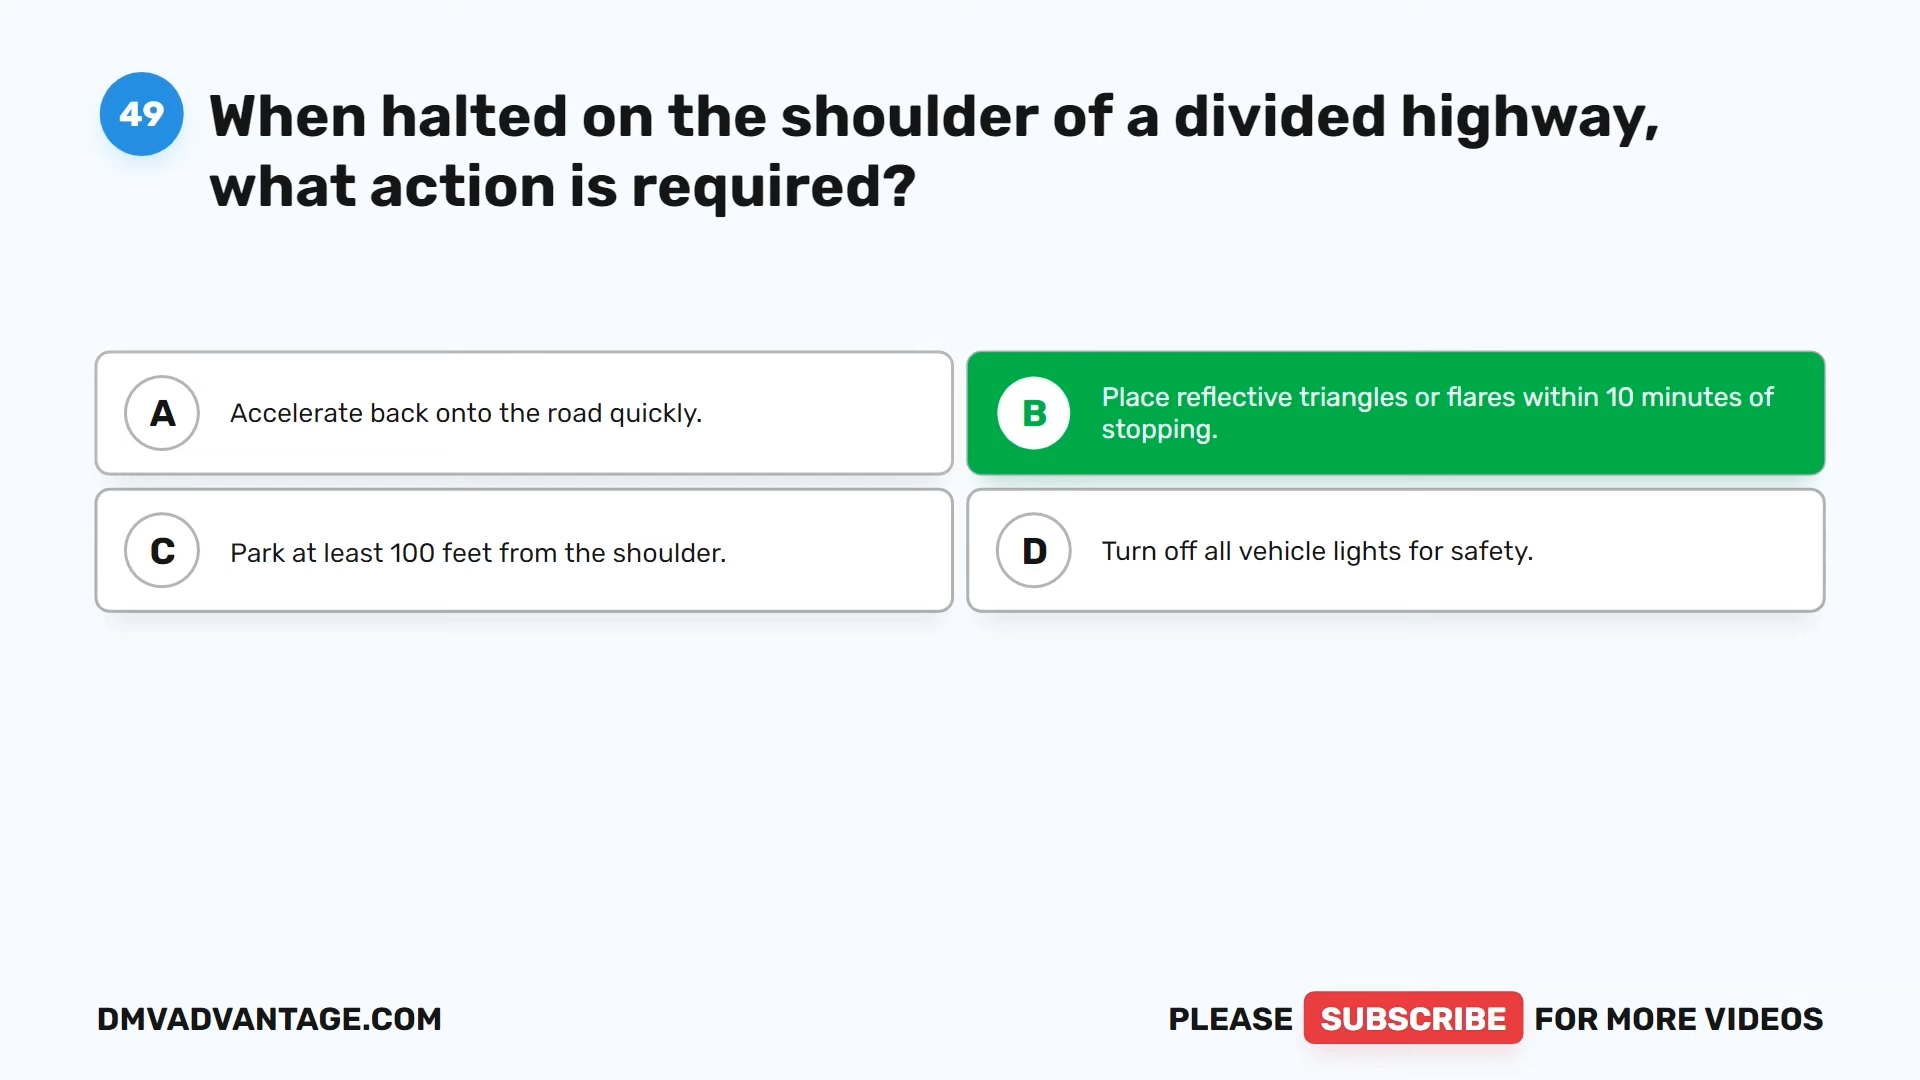 49
When halted on the shoulder of a divided highway,
what action is required?
A
Accelerate back onto the road quickly.
B
Place reflective triangles or flares within 10 minutes of
stopping.
C
Park at least 100 feet from the shoulder.
D
Turn off all vehicle lights for safety.
DMVADVANTAGE.COM
PLEASE SUBSCRIBE FOR MORE VIDEOS